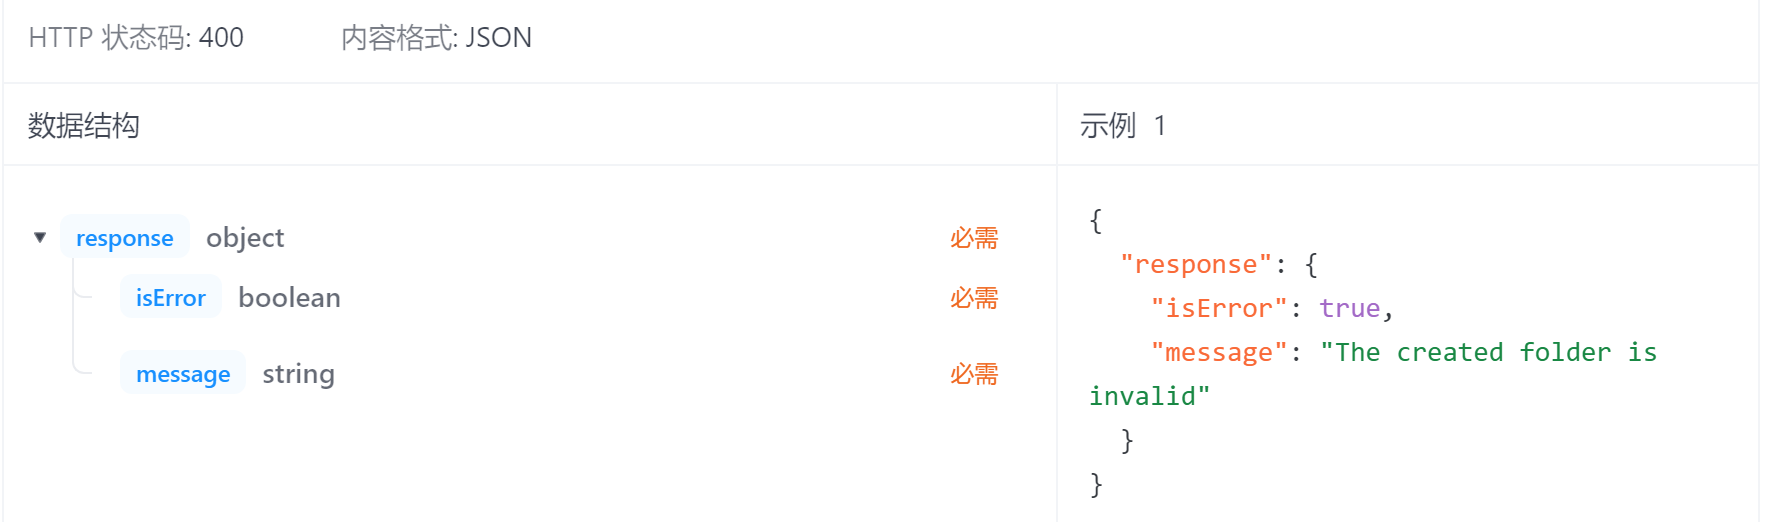 HTTP 状态码: 400 内容格式: JSON
数据结构
示例 1
response object 必需
isError boolean 必需
message string 必需
{
"response": {
"isError": true,
"message": "The created folder is
invalid"
}
}